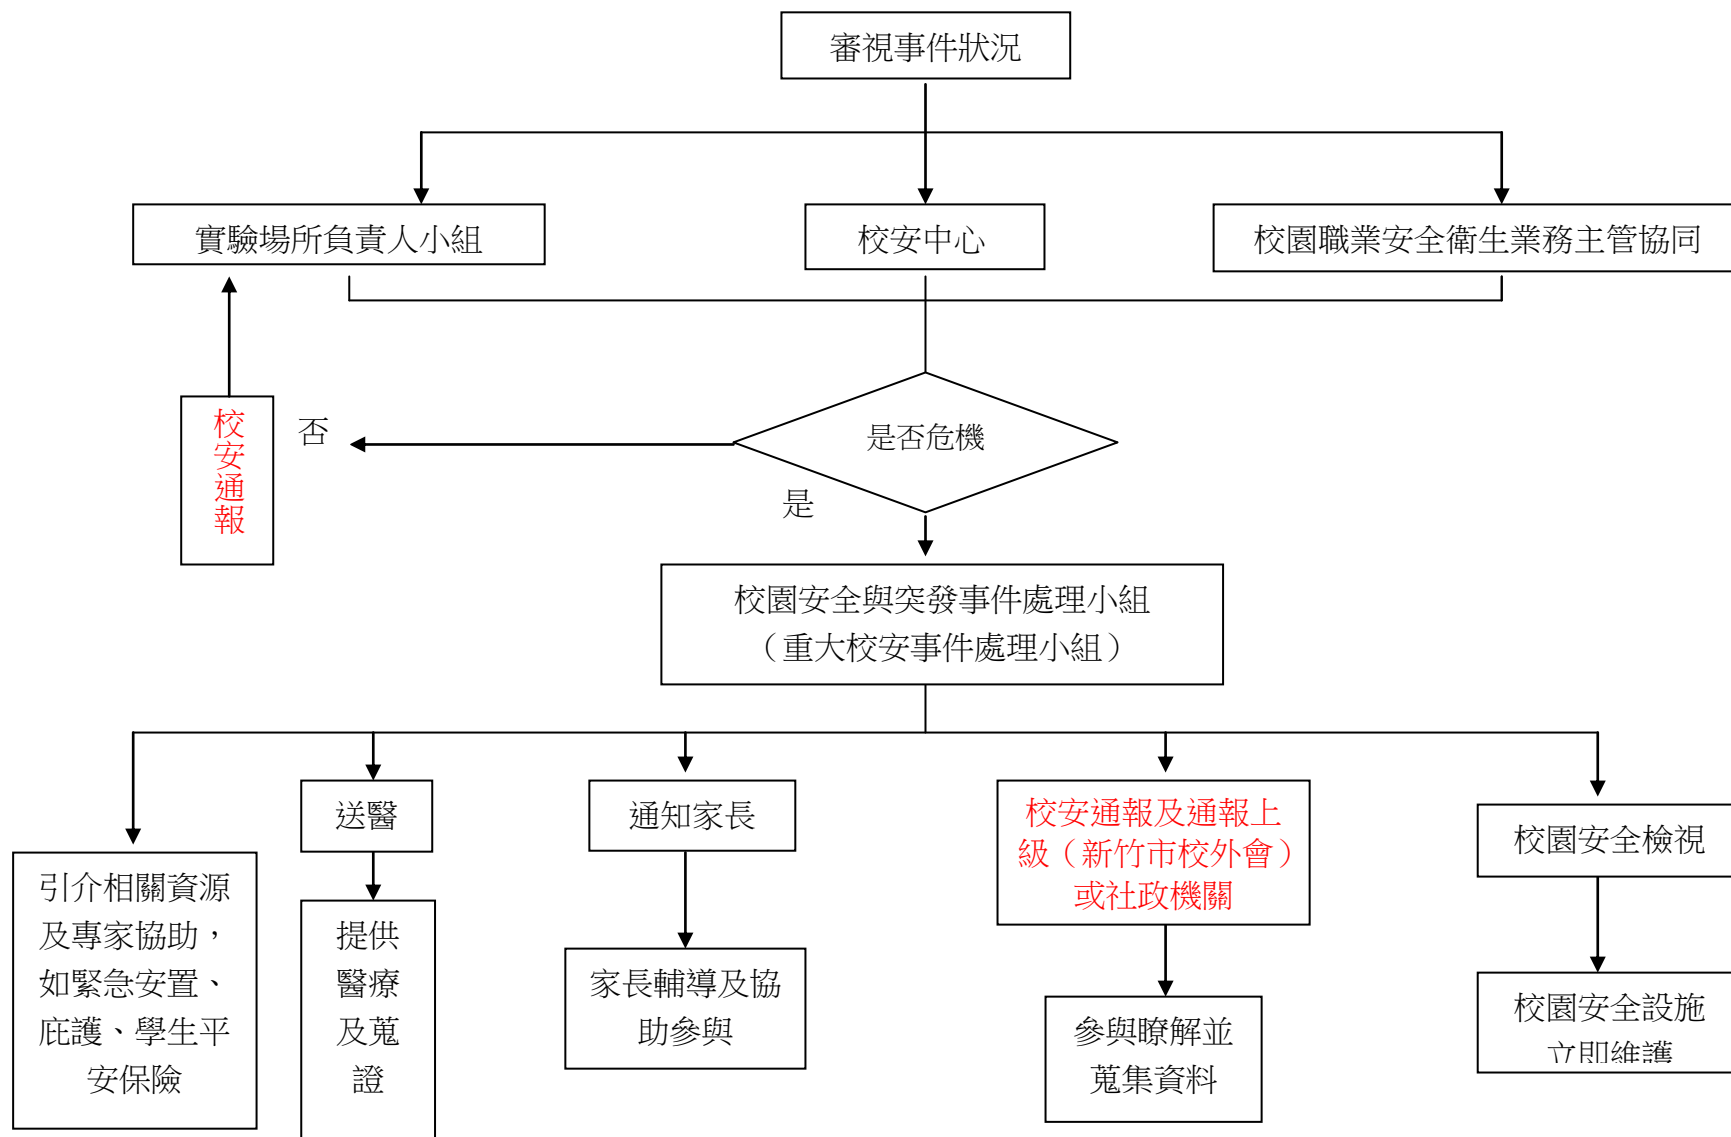 審視事件狀況
實驗場所負責人小組
校安中心
校園職業安全衛生業務主管協同
校安通報
否
是否危機
是
校園安全與突發事件處理小組
（重大校安事件處理小組）
引介相關資源
及專家協助，
如緊急安置、
庇護、學生平
安保險
送醫
提供
醫療
及蒐
證
通知家長
家長輔導及協
助參與
校安通報及通報上
級（新竹市校外會）
或社政機關
參與瞭解並
蒐集資料
校園安全檢視
校園安全設施
立即維護